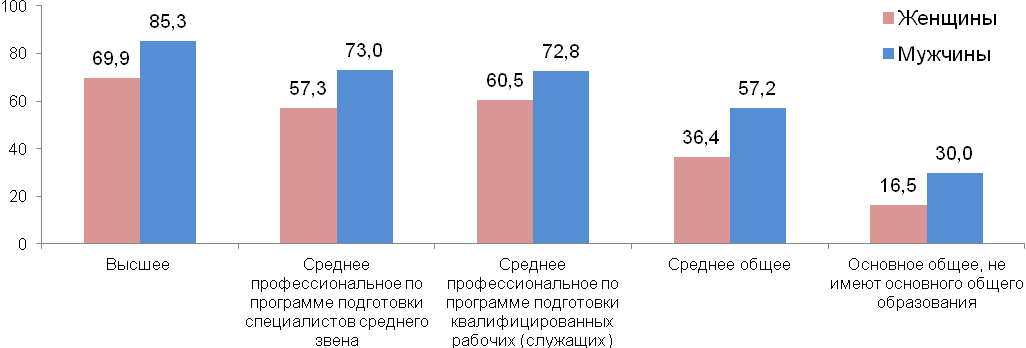 100
80
60
40
20
0
69,9
85,3
57,3
73,0
60,5
72,8
36,4
57,2
16,5
30,0
Женщины
Мужчины
Высшее
Среднее
профессиональное по
программе подготовки
специалистов среднего
звена
Среднее
профессиональное по
программе подготовки
квалифицированных
рабочих (служащих)
Среднее общее
Основное общее, не
имеют основного общего
образования